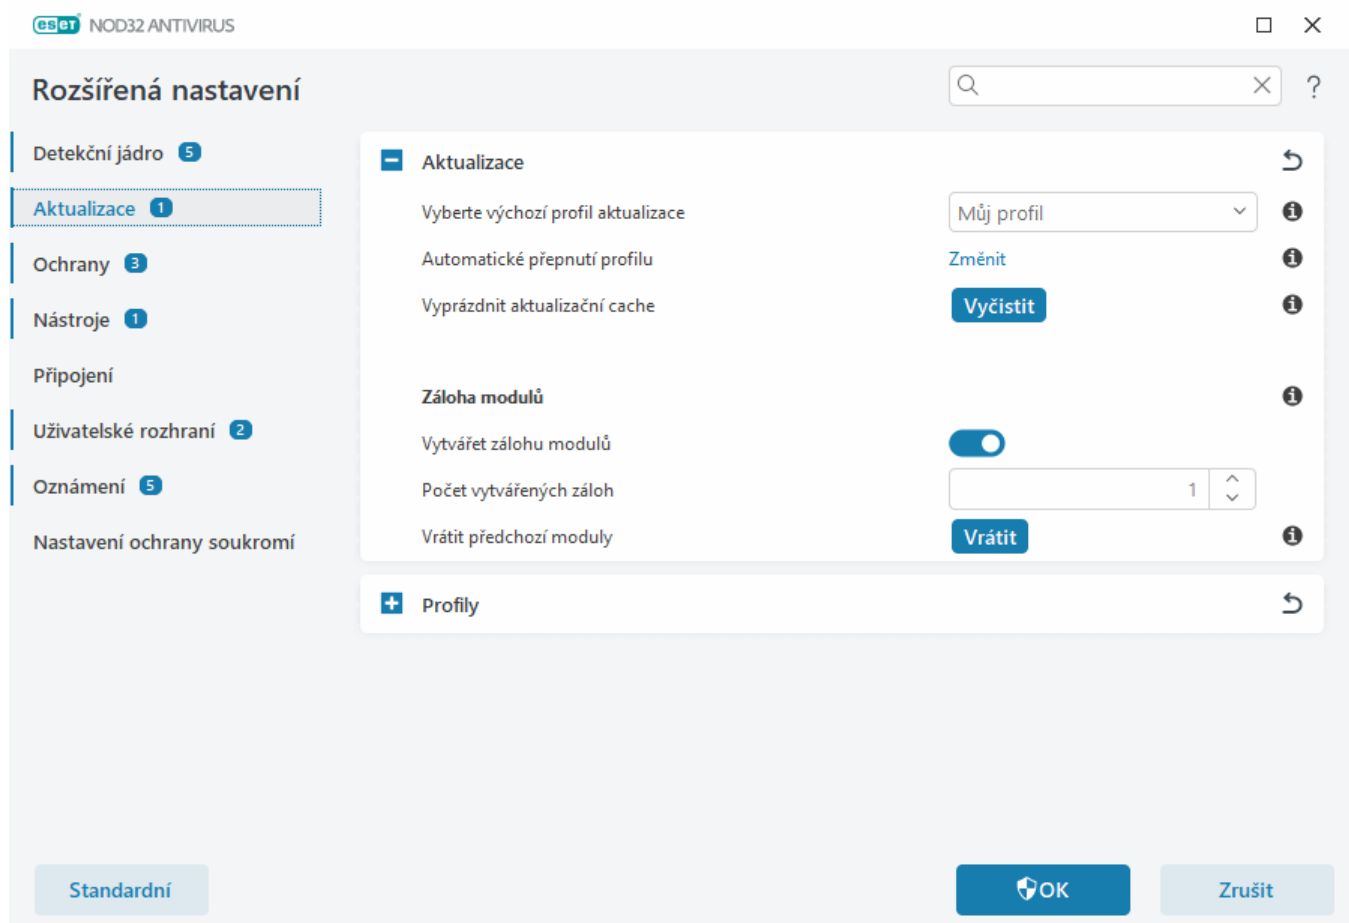 eset NOD32 ANTIVIRUS
Rozšířená nastavení
?
Detekční jádro 5
Aktualizace 1
Ochrany 3
Nástroje 1
Připojení
Uživatelské rozhraní 2
Oznámení 5
Nastavení ochrany soukromí
Aktualizace
Vyberte výchozí profil aktualizace Můj profil
Automatické přepnutí profilu Změnit
Vyprázdnit aktualizační cache Vyčistit
Záloha modulů
Vytvářet zálohu modulů
Počet vytvářených záloh 1
Vrátit předchozí moduly Vrátit
Profily
Standardní
OK
Zrušit